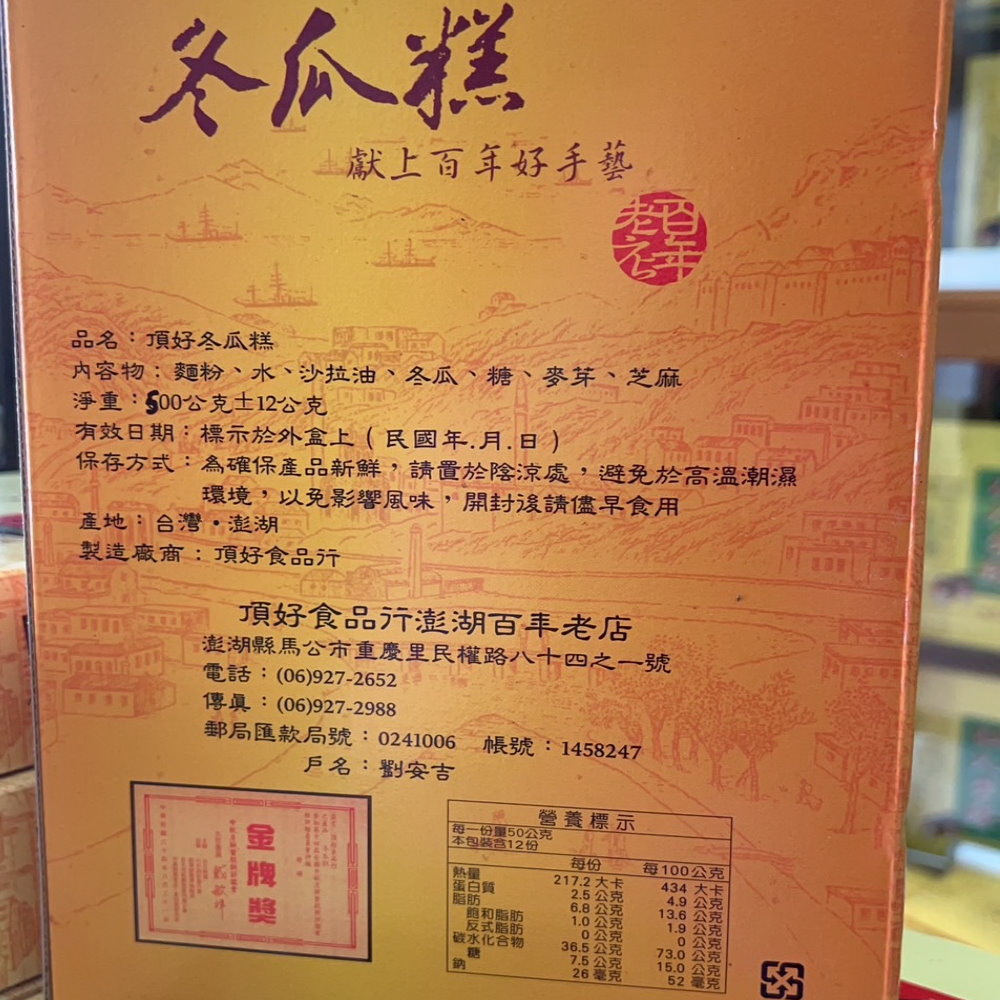 冬瓜糕
獻上百年好手藝
百年老店
品名：頂好冬瓜糕
內容物：麵粉、水、沙拉油、冬瓜、糖、麥芽、芝麻
淨重：500公克±12公克
有效日期：標示於外盒上（民國年.月.日）
保存方式：為確保產品新鮮，請置於陰涼處，避免於高溫潮濕
環境，以免影響風味，開封後請儘早食用
產地：台灣•澎湖
製造廠商：頂好食品行
頂好食品行澎湖百年老店
澎湖縣馬公市重慶里民權路八十四之一號
電話：(06)927-2652
傳真：(06)927-2988
郵局匯款局號：0241006 帳號：1458247
戶名：劉安吉
金牌獎
營養標示
每一份量50公克
本包裝含12份
每份 每100公克
熱量 217.2 大卡 434 大卡
蛋白質 2.5 公克 4.9 公克
脂肪 6.8 公克 13.6 公克
飽和脂肪 1.0 公克 1.9 公克
反式脂肪 0 公克 0 公克
碳水化合物 36.5 公克 73.0 公克
糖 7.5 公克 15.0 公克
鈉 26 毫克 52 毫克